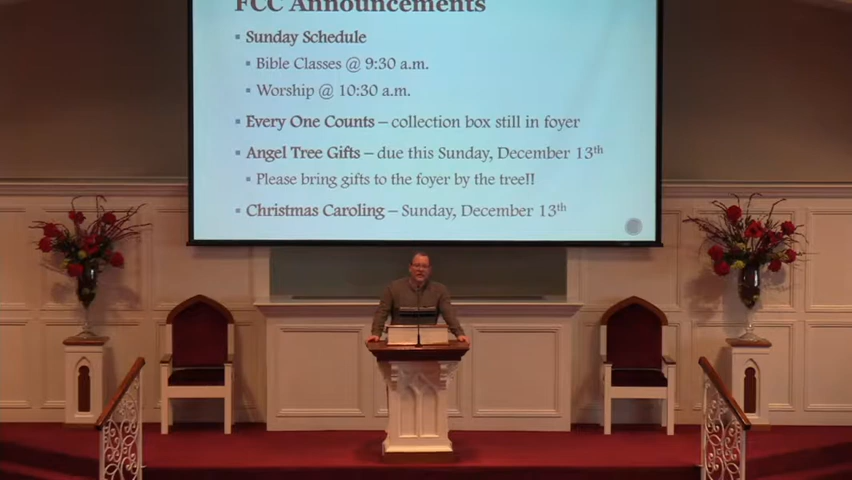 FCC Announcements
Sunday Schedule
Bible Classes @ 9:30 a.m.
Worship @ 10:30 a.m.
Every One Counts – collection box still in foyer
Angel Tree Gifts – due this Sunday, December 13th
Please bring gifts to the foyer by the tree!!
Christmas Caroling – Sunday, December 13th